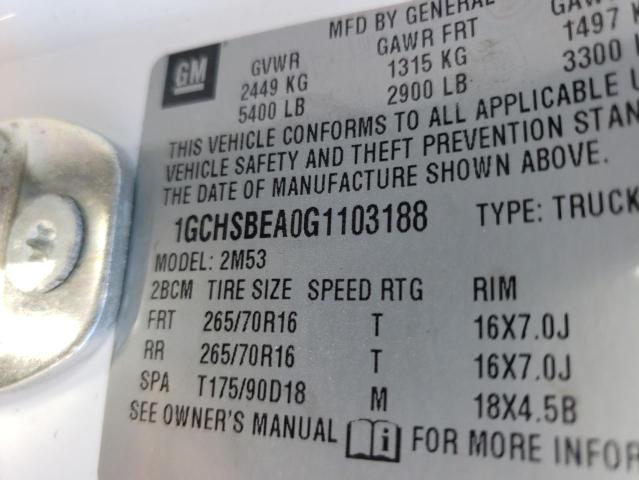 MFD BY GENERAL
GM GVWR GAWR FRT GAW
2449 KG 1315 KG 1497
5400 LB 2900 LB 3300
THIS VEHICLE CONFORMS TO ALL APPLICABLE
VEHICLE SAFETY AND THEFT PREVENTION STAN
THE DATE OF MANUFACTURE SHOWN ABOVE.
1GCHSBEA0G1103188 TYPE: TRUCK
MODEL: 2M53
2BCM TIRE SIZE SPEED RTG RIM
FRT 265/70R16 T 16X7.0J
RR 265/70R16 T 16X7.0J
SPA T175/90D18 M 18X4.5B
SEE OWNER'S MANUAL i FOR MORE INFOR